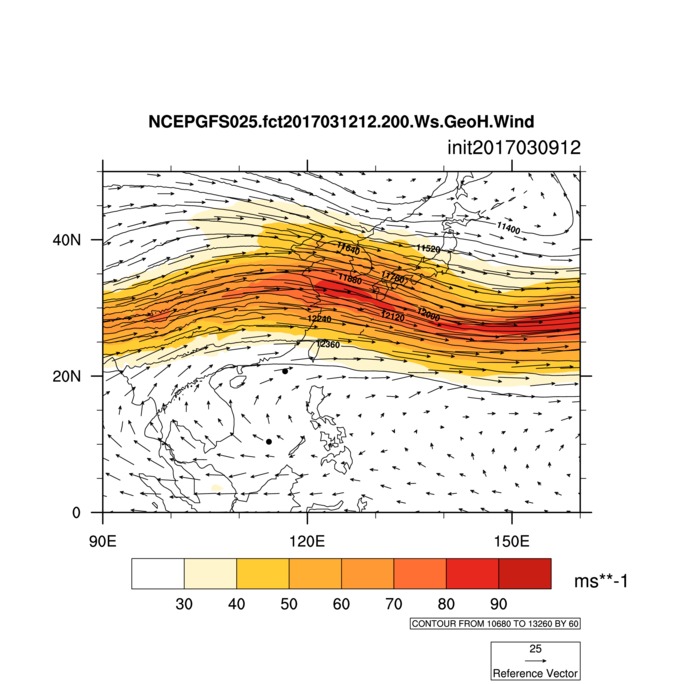 NCEPGFS025.fct2017031212.200.Ws.GeoH.Wind
init2017030912
11400
40N
11640
11520
11880
11760
12240
12120
12000
12360
20N
0
90E
120E
150E
30
40
50
60
70
80
90
ms**-1
CONTOUR FROM 10680 TO 13260 BY 60
25
Reference Vector